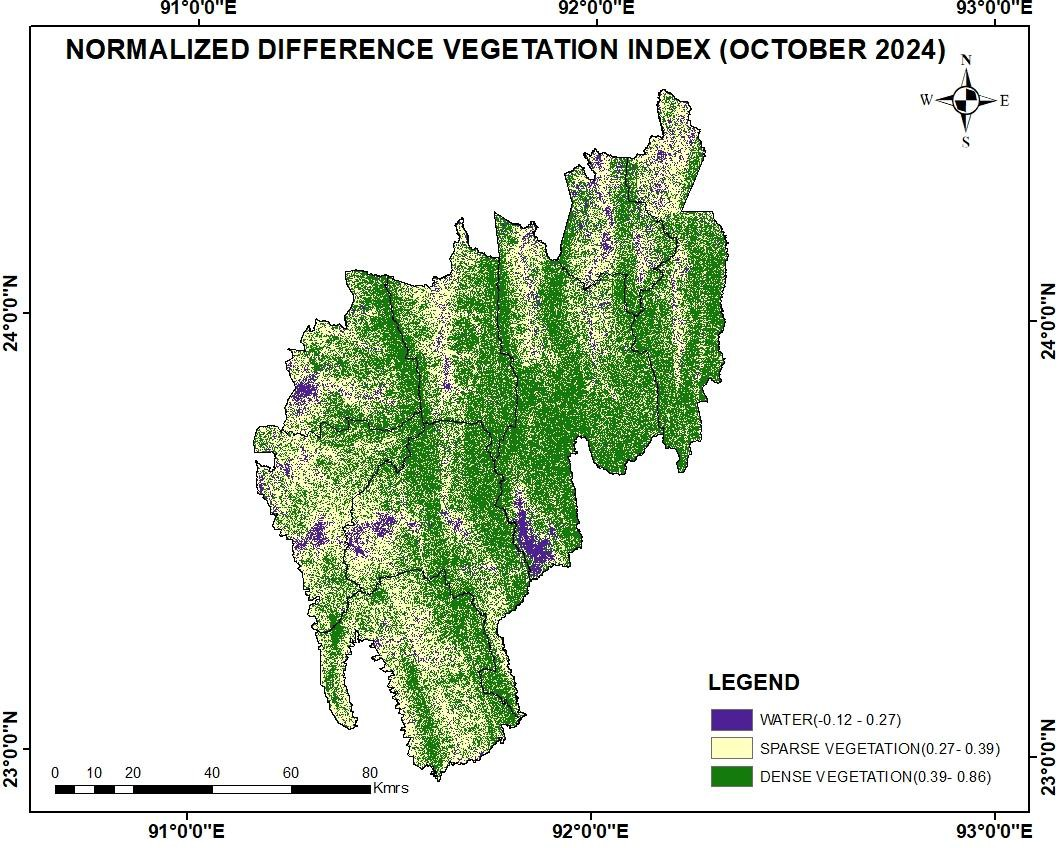 91°0'0"E 92°0'0"E 93°0'0"E
NORMALIZED DIFFERENCE VEGETATION INDEX (OCTOBER 2024)
N
W E
S
24°0'0"N 24°0'0"N
LEGEND
WATER(-0.12 - 0.27)
SPARSE VEGETATION(0.27- 0.39)
DENSE VEGETATION(0.39- 0.86)
23°0'0"N 23°0'0"N
0 10 20 40 60 80
Kmrs
91°0'0"E 92°0'0"E 93°0'0"E